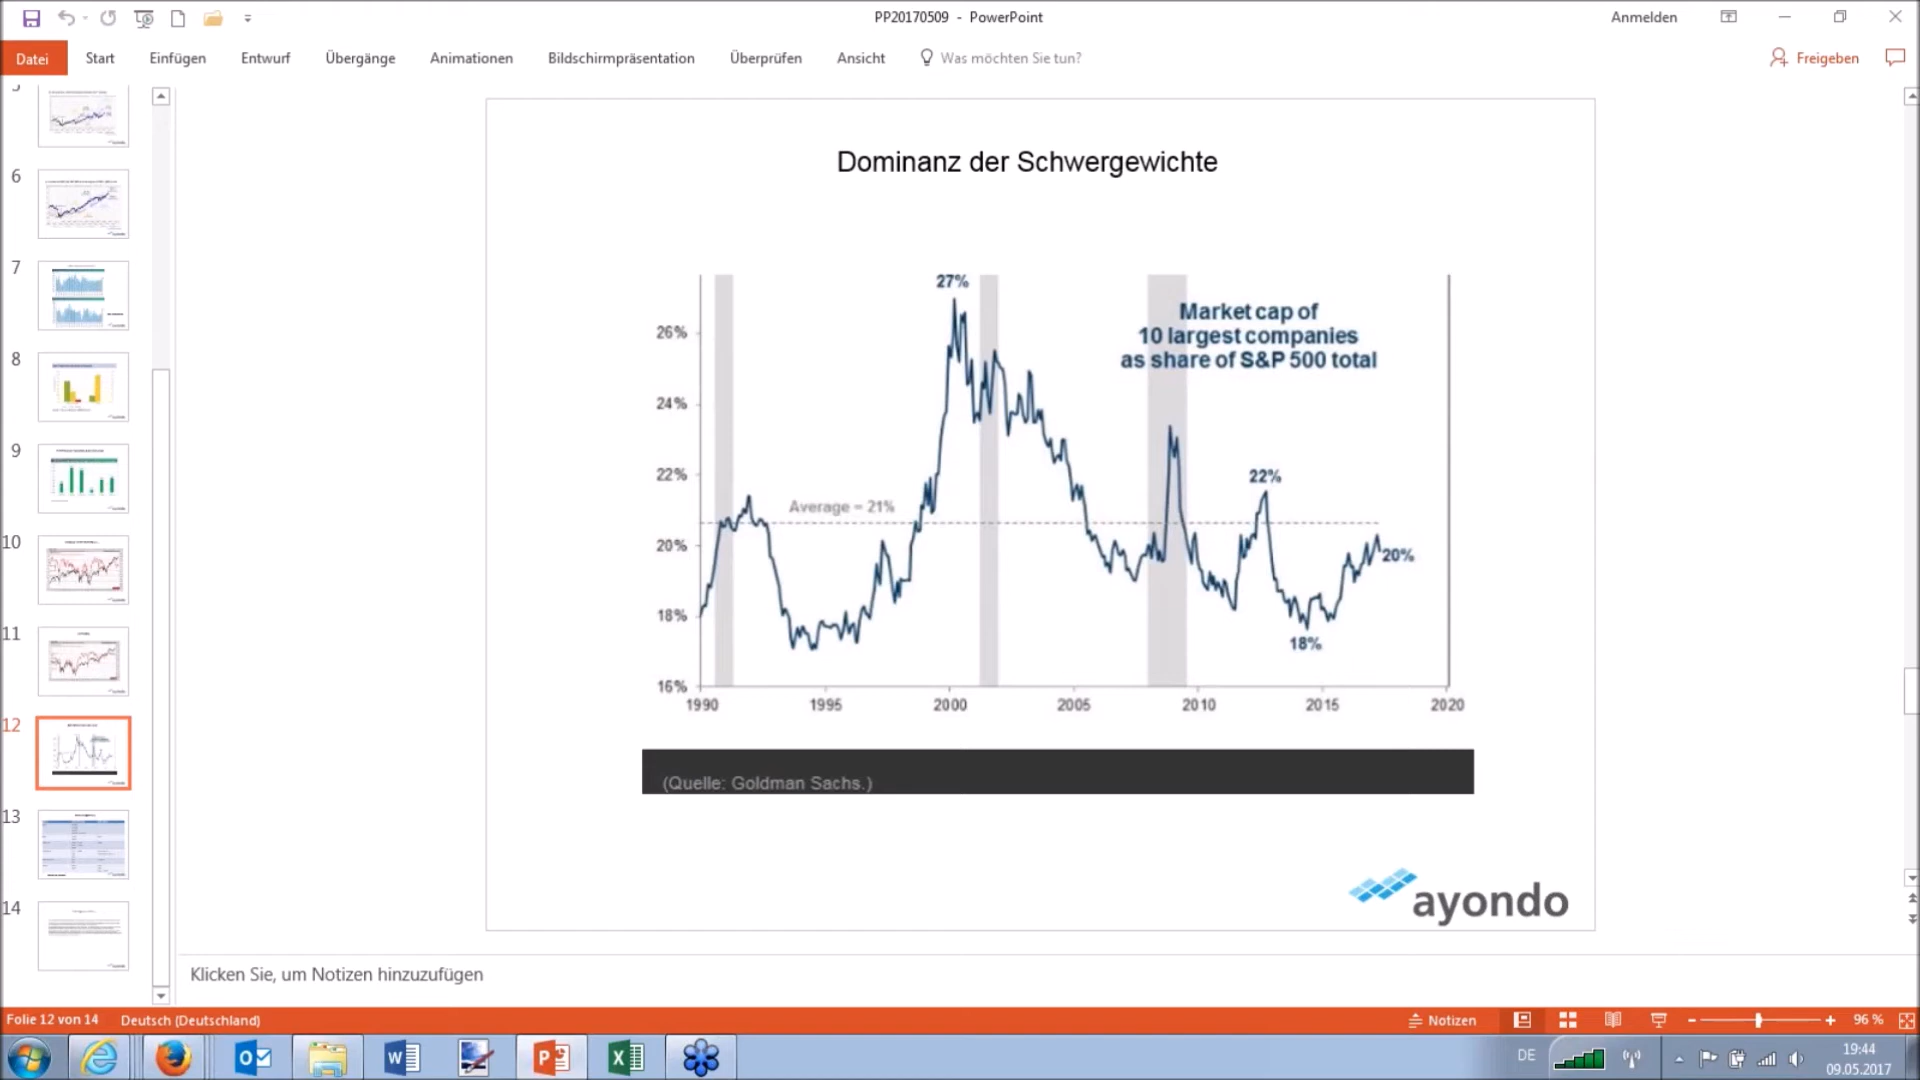 PP20170509 - PowerPoint
Anmelden
Datei Start Einfügen Entwurf Übergänge Animationen Bildschirmpräsentation Überprüfen Ansicht Was möchten Sie tun? Freigeben
6
7
8
9
10
11
12
13
14
Dominanz der Schwergewichte
27%
Market cap of
10 largest companies
as share of S&P 500 total
26%
24%
22%
22%
Average = 21%
20%
20%
18%
18%
16%
1990 1995 2000 2005 2010 2015 2020
(Quelle: Goldman Sachs.)
ayondo
Klicken Sie, um Notizen hinzuzufügen
Folie 12 von 14 Deutsch (Deutschland) Notizen 96 %
DE
19:44
09.05.2017